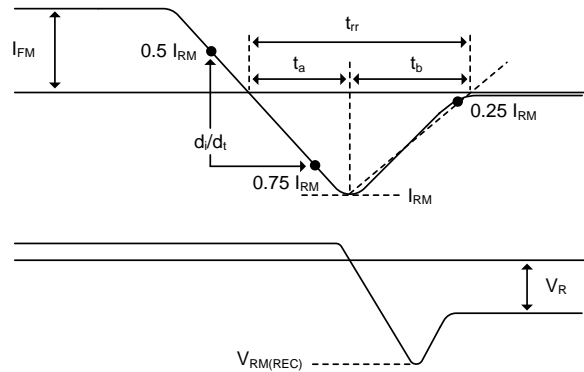 t_rr
I_FM
0.5 I_RM
t_a
t_b
0.25 I_RM
d_i/d_t
0.75 I_RM
I_RM
V_R
V_RM(REC)